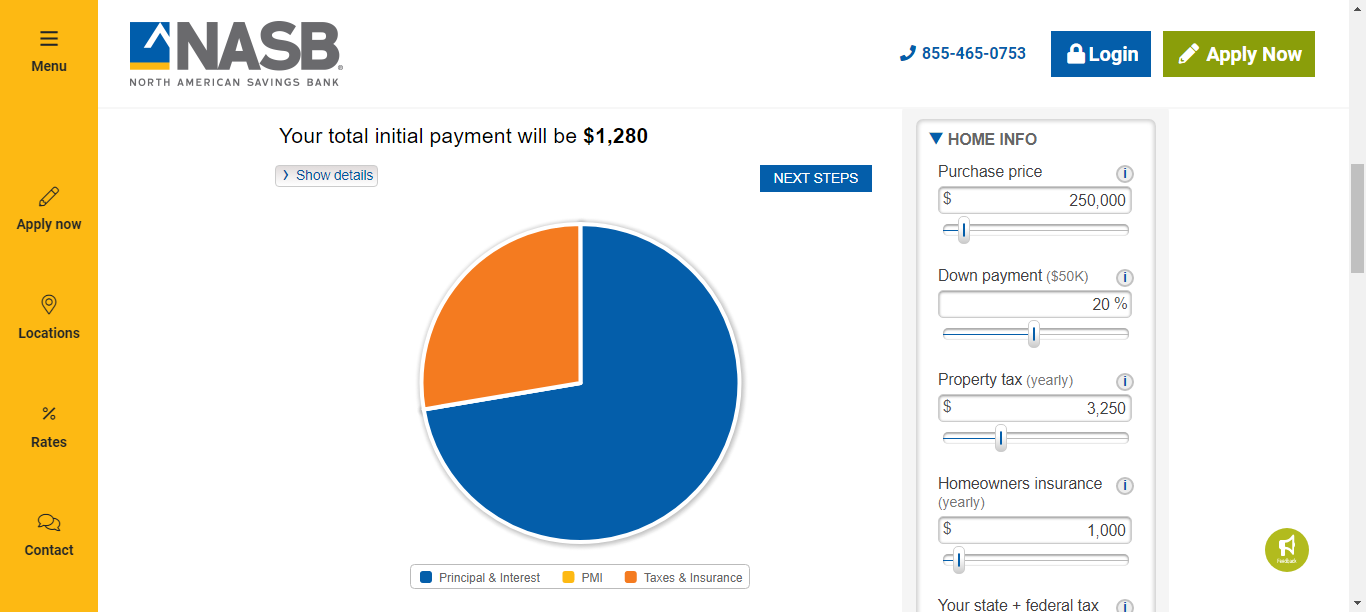 Menu
Apply now
Locations
Rates
Contact
NASB®
NORTH AMERICAN SAVINGS BANK
855-465-0753
Login
Apply Now
Your total initial payment will be $1,280
Show details
NEXT STEPS
Principal & Interest
PMI
Taxes & Insurance
HOME INFO
Purchase price
i
$ 250,000
Down payment ($50K)
i
20 %
Property tax (yearly)
i
$ 3,250
Homeowners insurance
i
(yearly)
$ 1,000
Your state + federal tax
i
Feedback